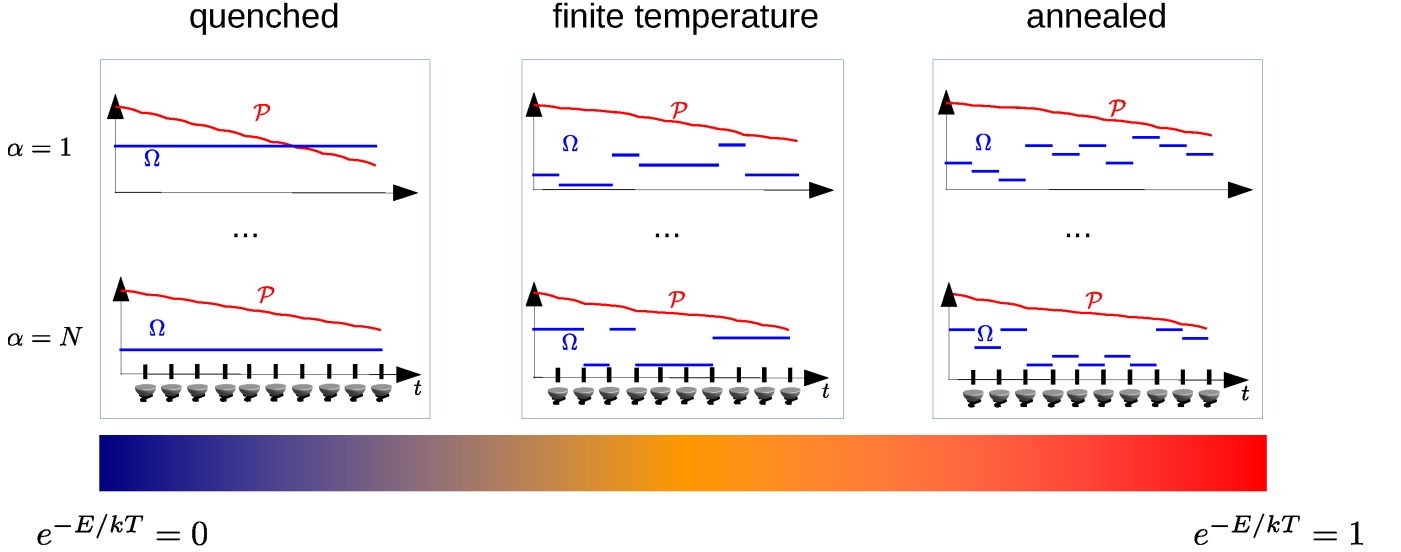 quenched finite temperature annealed
α = 1
𝒫 𝒫 𝒫
Ω Ω Ω
... ... ...
α = N
𝒫 𝒫 𝒫
Ω Ω Ω
t t t
e^{-E/kT} = 0 e^{-E/kT} = 1